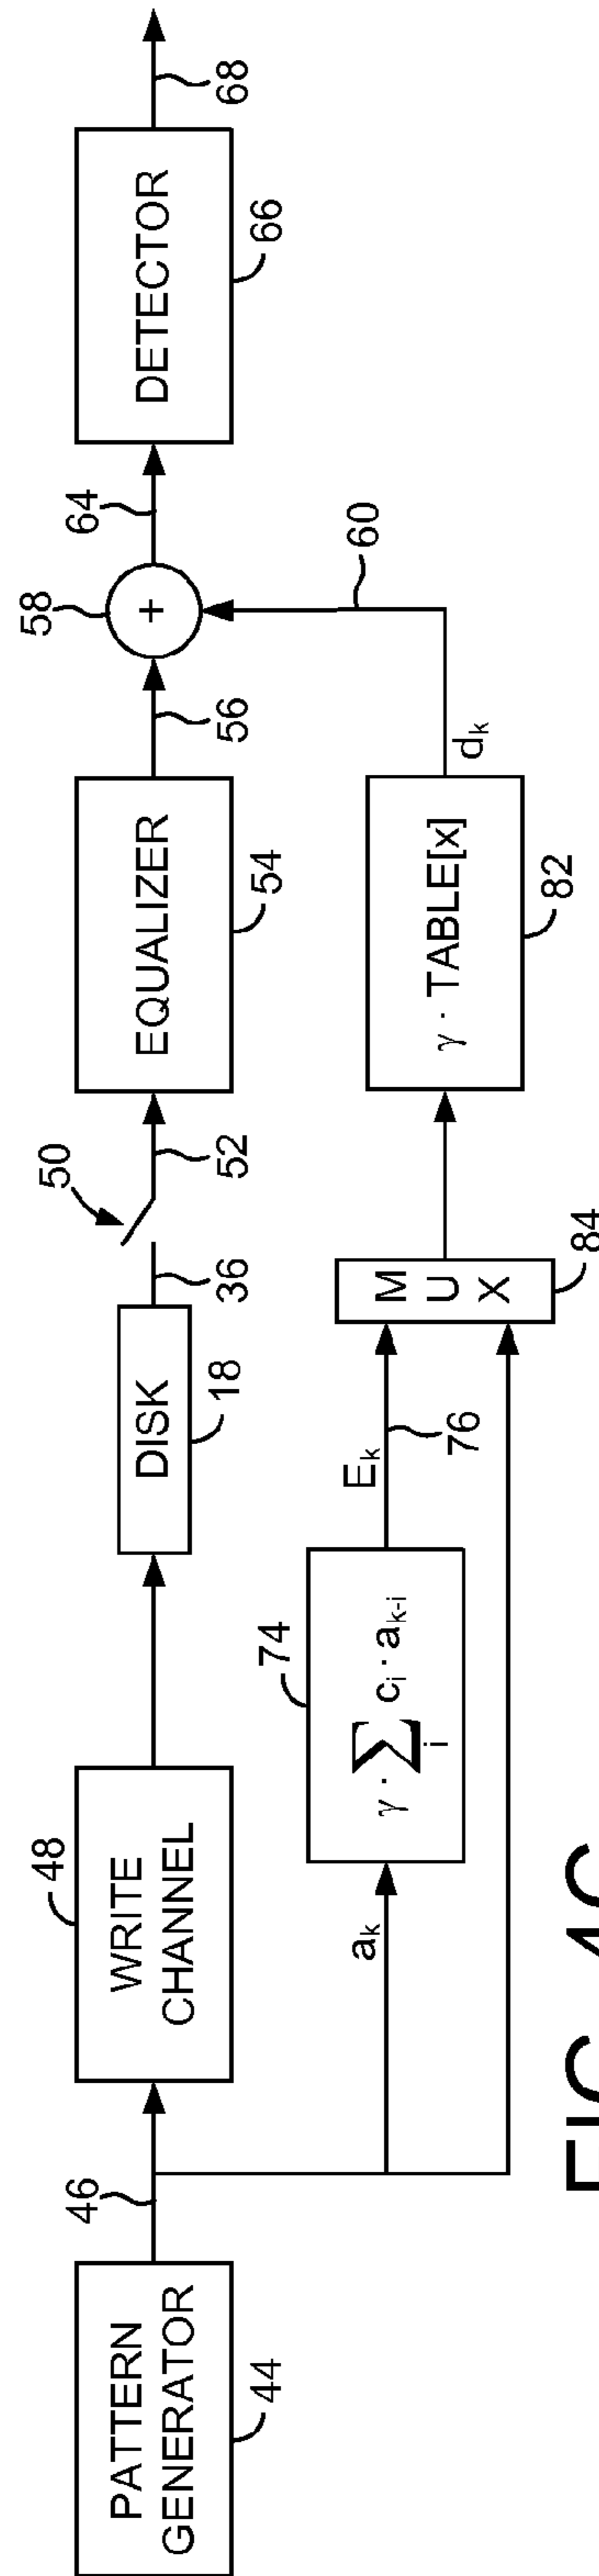 PATTERN
GENERATOR
44
46
WRITE
CHANNEL
48
DISK
18
36
50
52
EQUALIZER
54
56
58
+
64
DETECTOR
66
68
aₖ
γ · ∑ cᵢ · aₖ₋ᵢ
i
74
Eₖ
76
M
U
X
84
γ · TABLE[x]
82
dₖ
60